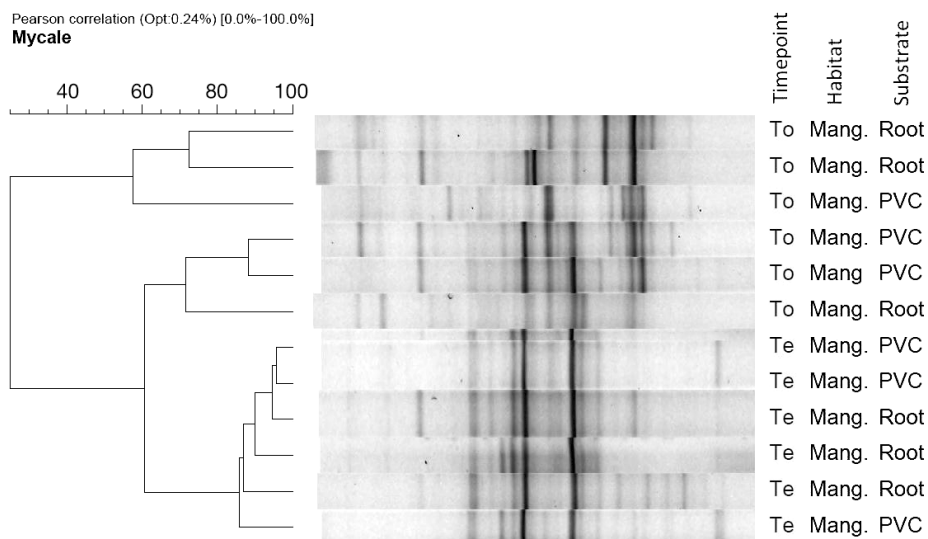 Pearson correlation (Opt:0.24%) [0.0%-100.0%]
Mycale
40 60 80 100
Timepoint Habitat Substrate
To Mang. Root
To Mang. Root
To Mang. PVC
To Mang. PVC
To Mang PVC
To Mang. Root
Te Mang. PVC
Te Mang. PVC
Te Mang. Root
Te Mang. Root
Te Mang. Root
Te Mang. PVC